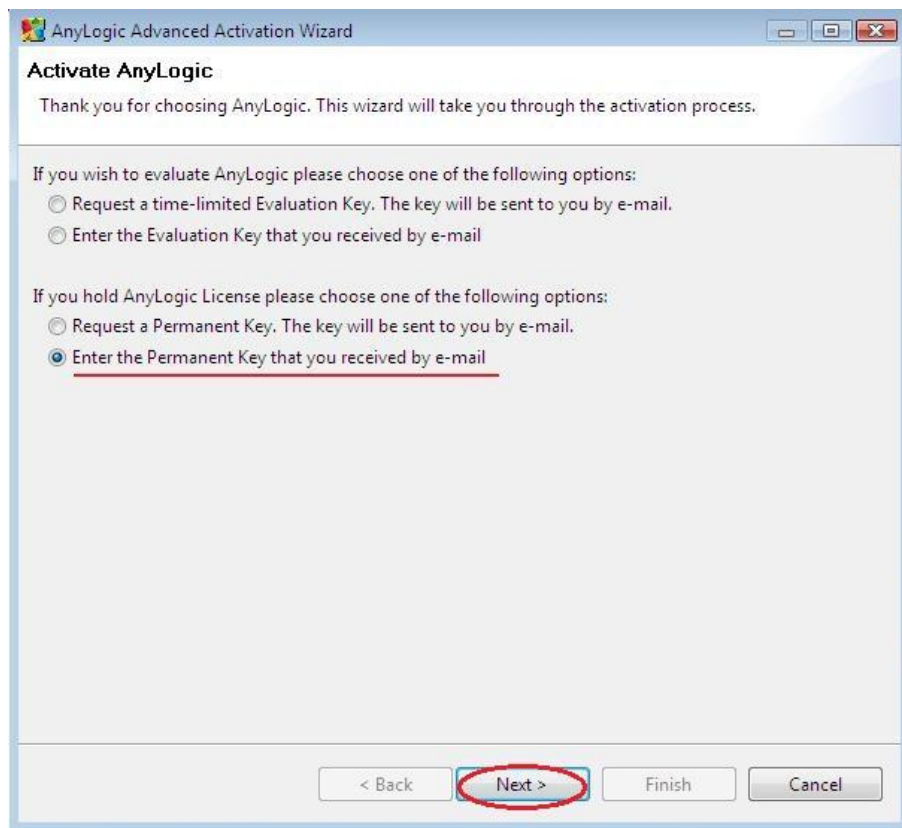 AnyLogic Advanced Activation Wizard
Activate AnyLogic
Thank you for choosing AnyLogic. This wizard will take you through the activation process.
If you wish to evaluate AnyLogic please choose one of the following options:
Request a time-limited Evaluation Key. The key will be sent to you by e-mail.
Enter the Evaluation Key that you received by e-mail
If you hold AnyLogic License please choose one of the following options:
Request a Permanent Key. The key will be sent to you by e-mail.
Enter the Permanent Key that you received by e-mail
< Back Next > Finish Cancel